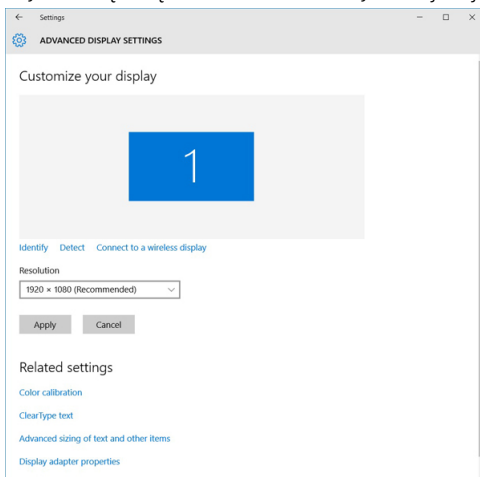 Settings
ADVANCED DISPLAY SETTINGS
Customize your display
1
Identify Detect Connect to a wireless display
Resolution
1920 × 1080 (Recommended)
Apply Cancel
Related settings
Color calibration
ClearType text
Advanced sizing of text and other items
Display adapter properties